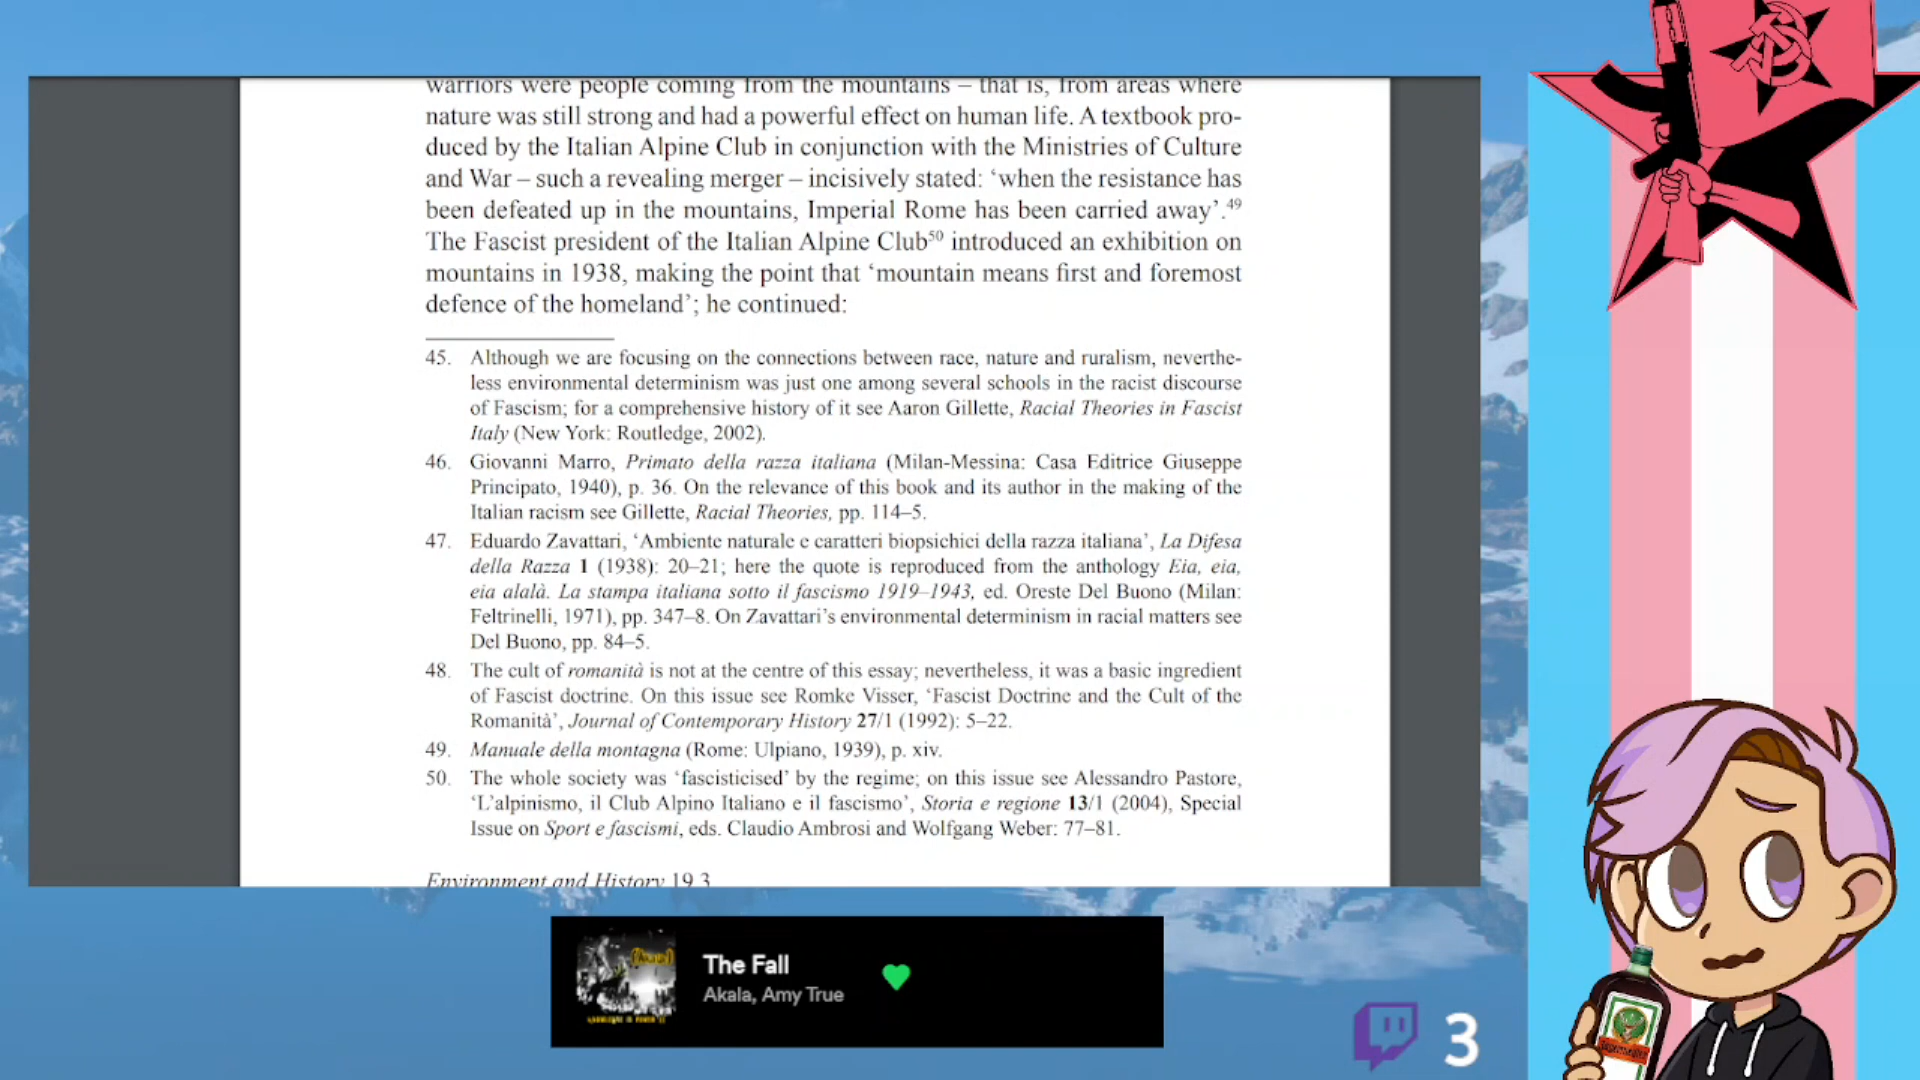 warriors were people coming from the mountains – that is, from areas where
nature was still strong and had a powerful effect on human life. A textbook pro-
duced by the Italian Alpine Club in conjunction with the Ministries of Culture
and War – such a revealing merger – incisively stated: ‘when the resistance has
been defeated up in the mountains, Imperial Rome has been carried away’.49
The Fascist president of the Italian Alpine Club50 introduced an exhibition on
mountains in 1938, making the point that ‘mountain means first and foremost
defence of the homeland’; he continued:
45. Although we are focusing on the connections between race, nature and ruralism, neverthe-
less environmental determinism was just one among several schools in the racist discourse
of Fascism; for a comprehensive history of it see Aaron Gillette, Racial Theories in Fascist
Italy (New York: Routledge, 2002).
46. Giovanni Marro, Primato della razza italiana (Milan-Messina: Casa Editrice Giuseppe
Principato, 1940), p. 36. On the relevance of this book and its author in the making of the
Italian racism see Gillette, Racial Theories, pp. 114–5.
47. Eduardo Zavattari, ‘Ambiente naturale e caratteri biopsichici della razza italiana’, La Difesa
della Razza 1 (1938): 20–21; here the quote is reproduced from the anthology Eia, eia,
eia alalà. La stampa italiana sotto il fascismo 1919–1943, ed. Oreste Del Buono (Milan:
Feltrinelli, 1971), pp. 347–8. On Zavattari’s environmental determinism in racial matters see
Del Buono, pp. 84–5.
48. The cult of romanità is not at the centre of this essay; nevertheless, it was a basic ingredient
of Fascist doctrine. On this issue see Romke Visser, ‘Fascist Doctrine and the Cult of the
Romanità’, Journal of Contemporary History 27/1 (1992): 5–22.
49. Manuale della montagna (Rome: Ulpiano, 1939), p. xiv.
50. The whole society was ‘fascisticised’ by the regime; on this issue see Alessandro Pastore,
‘L’alpinismo, il Club Alpino Italiano e il fascismo’, Storia e regione 13/1 (2004), Special
Issue on Sport e fascismi, eds. Claudio Ambrosi and Wolfgang Weber: 77–81.
Environment and History 19.3
The Fall
Akala, Amy True
3